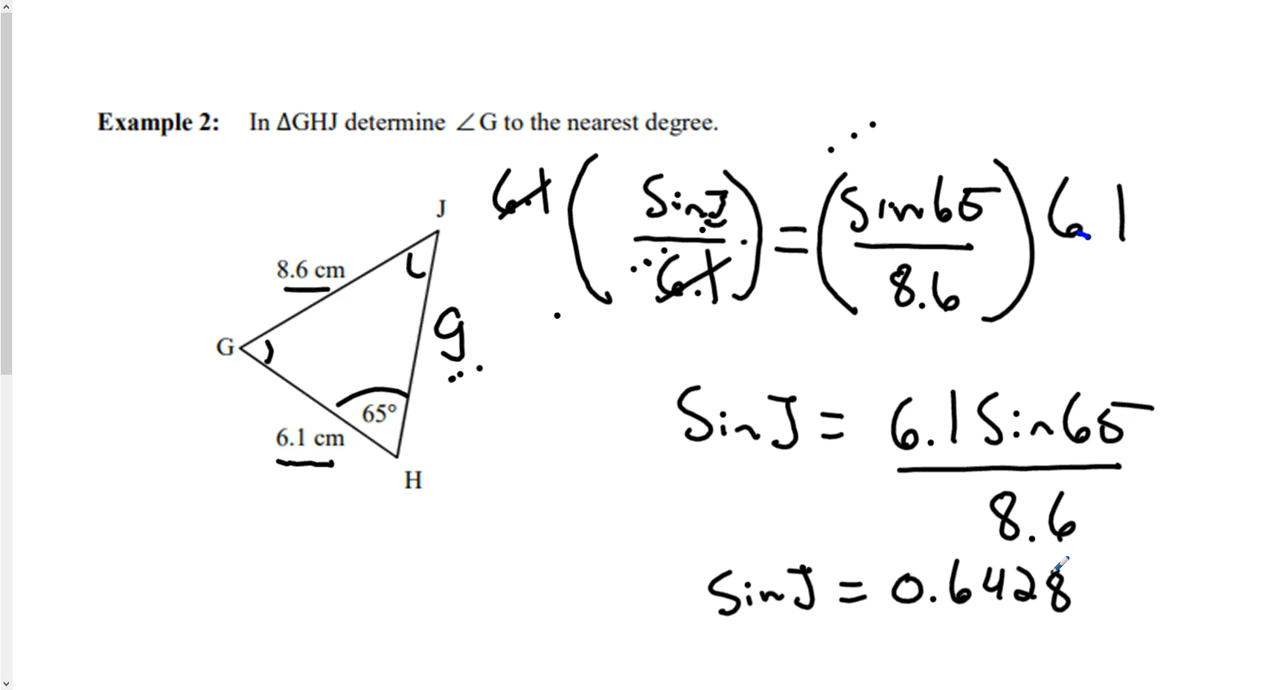 Example 2: In ΔGHJ determine ∠G to the nearest degree.
6.1 ( SinJ / 6.1 ) = ( Sin65 / 8.6 ) 6.1
J
8.6 cm
G
g
65°
6.1 cm
H
SinJ = 6.1Sin65 / 8.6
SinJ = 0.6428